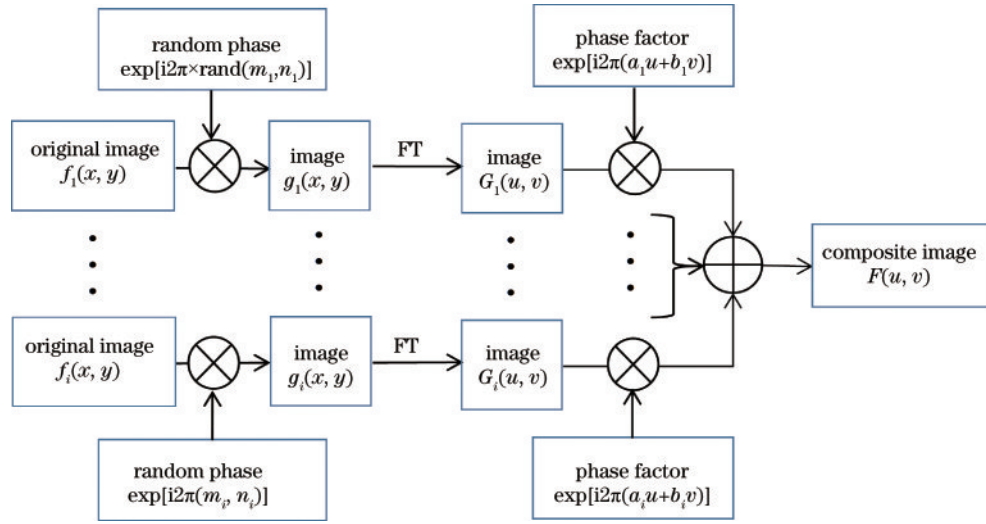 random phase
exp[i2π×rand(m₁,n₁)]
phase factor
exp[i2π(a₁u+b₁v)]
original image
f₁(x, y)
image
g₁(x, y)
FT
image
G₁(u, v)
composite image
F(u, v)
original image
fᵢ(x, y)
image
gᵢ(x, y)
FT
image
Gᵢ(u, v)
random phase
exp[i2π(mᵢ, nᵢ)]
phase factor
exp[i2π(aᵢu+bᵢv)]